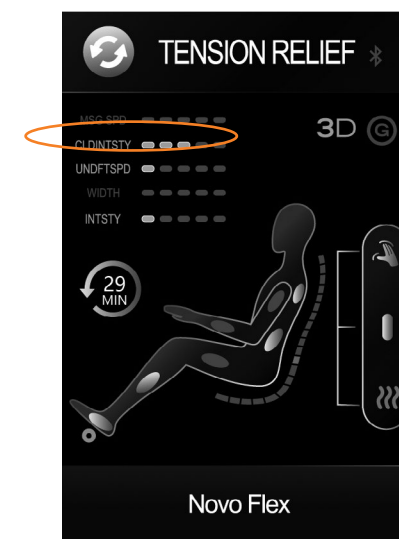 TENSION RELIEF
MSG SPD
3D G
CLDINTSTY
UNDFTSPD
WIDTH
INTSTY
29
MIN
Novo Flex